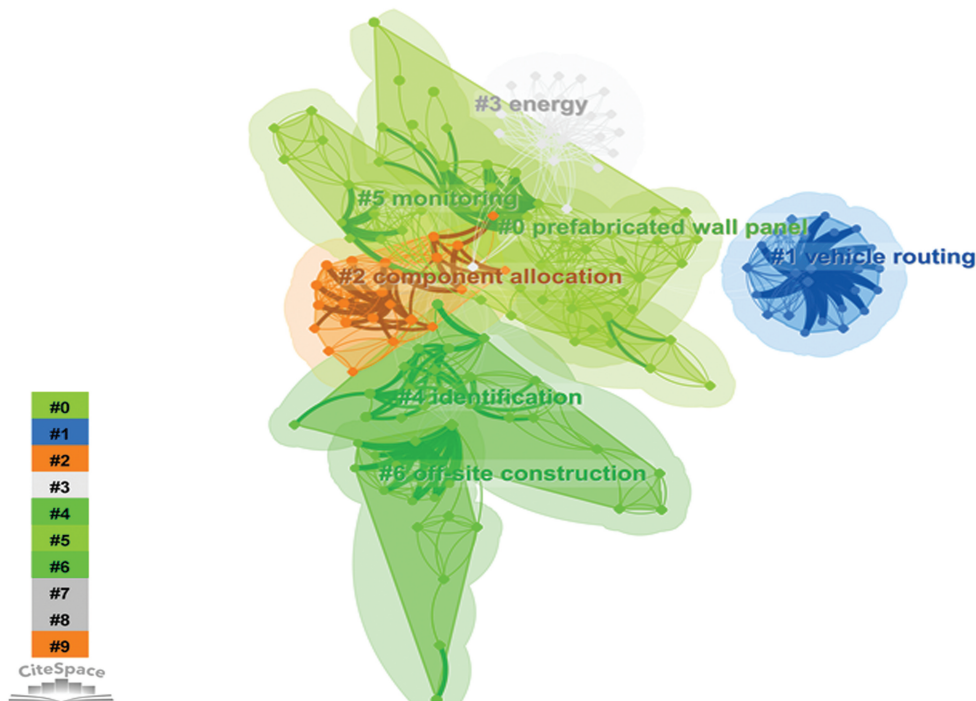 #3 energy
#5 monitoring
#0 prefabricated wall panel
#1 vehicle routing
#2 component allocation
#4 identification
#6 off-site construction
#0
#1
#2
#3
#4
#5
#6
#7
#8
#9
CiteSpace